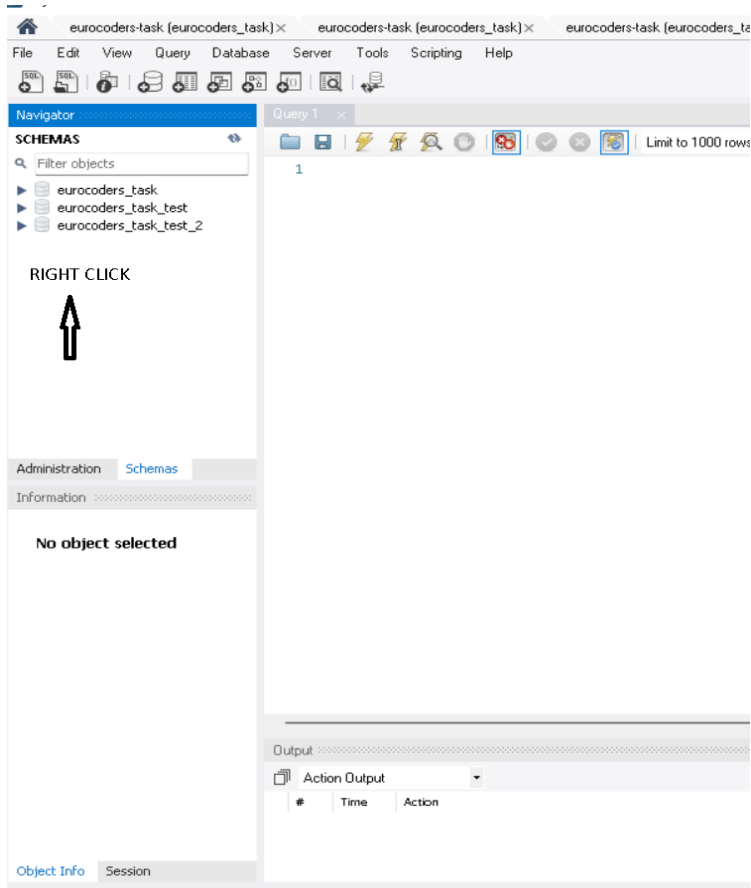 eurocoders-task (eurocoders_task) × eurocoders-task (eurocoders_task) × eurocoders-task (eurocoders_ta
File Edit View Query Database Server Tools Scripting Help
Navigator
Query 1 ×
SCHEMAS
Limit to 1000 rows
Filter objects
1
eurocoders_task
eurocoders_task_test
eurocoders_task_test_2
RIGHT CLICK
Administration Schemas
Information
No object selected
Output
Action Output
# Time Action
Object Info Session